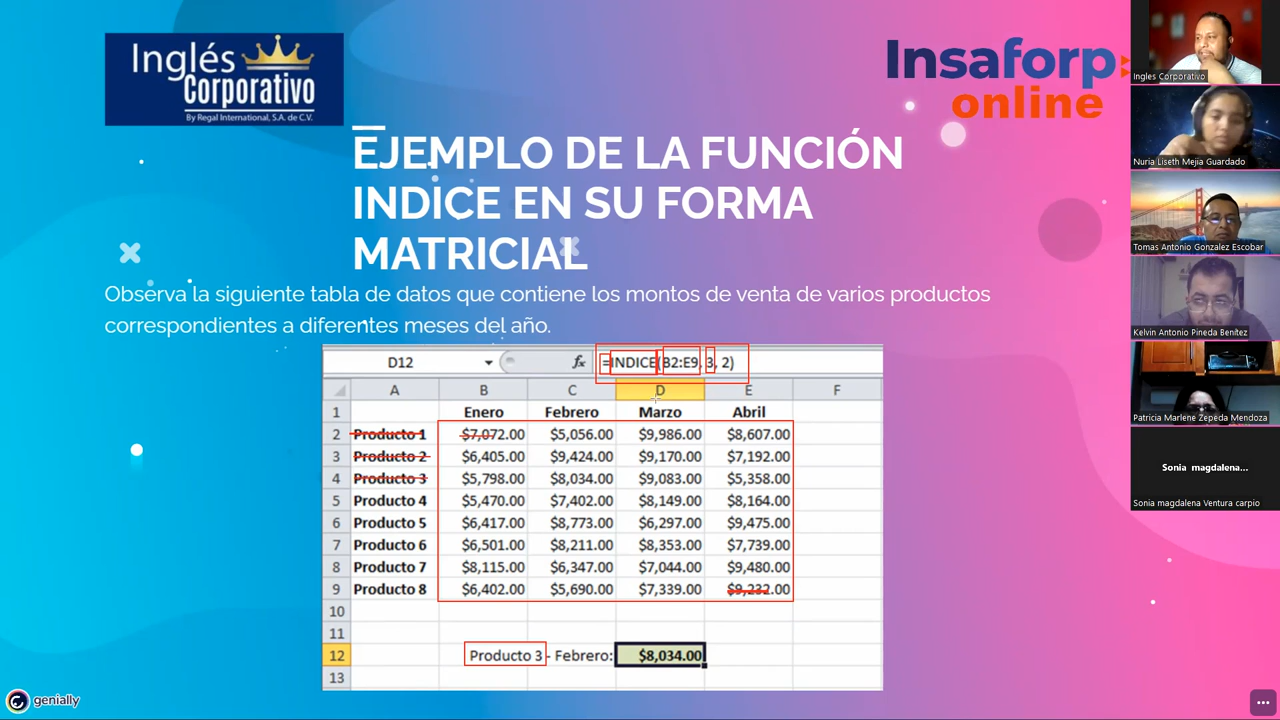 Inglés
Corporativo
By Regal International, S.A. de C.V.
Insaforp
online
EJEMPLO DE LA FUNCIÓN
INDICE EN SU FORMA
MATRICIAL
Observa la siguiente tabla de datos que contiene los montos de venta de varios productos
correspondientes a diferentes meses del año.
D12 fx =INDICE(B2:E9, 3, 2)
A B C D E F
1 Enero Febrero Marzo Abril
2 Producto 1 $7,072.00 $5,056.00 $9,986.00 $8,607.00
3 Producto 2 $6,405.00 $9,424.00 $9,170.00 $7,192.00
4 Producto 3 $5,798.00 $8,034.00 $9,083.00 $5,358.00
5 Producto 4 $5,470.00 $7,402.00 $8,149.00 $8,164.00
6 Producto 5 $6,417.00 $8,773.00 $6,297.00 $9,475.00
7 Producto 6 $6,501.00 $8,211.00 $8,353.00 $7,739.00
8 Producto 7 $8,115.00 $6,347.00 $7,044.00 $9,480.00
9 Producto 8 $6,402.00 $5,690.00 $7,339.00 $9,232.00
10
11
12 Producto 3 - Febrero: $8,034.00
13
genially
Ingles Corporativo
Nuria Liseth Mejia Guardado
Tomas Antonio Gonzalez Escobar
Kelvin Antonio Pineda Benitez
Patricia Marlene Zepeda Mendoza
Sonia magdalena...
Sonia magdalena Ventura carpio